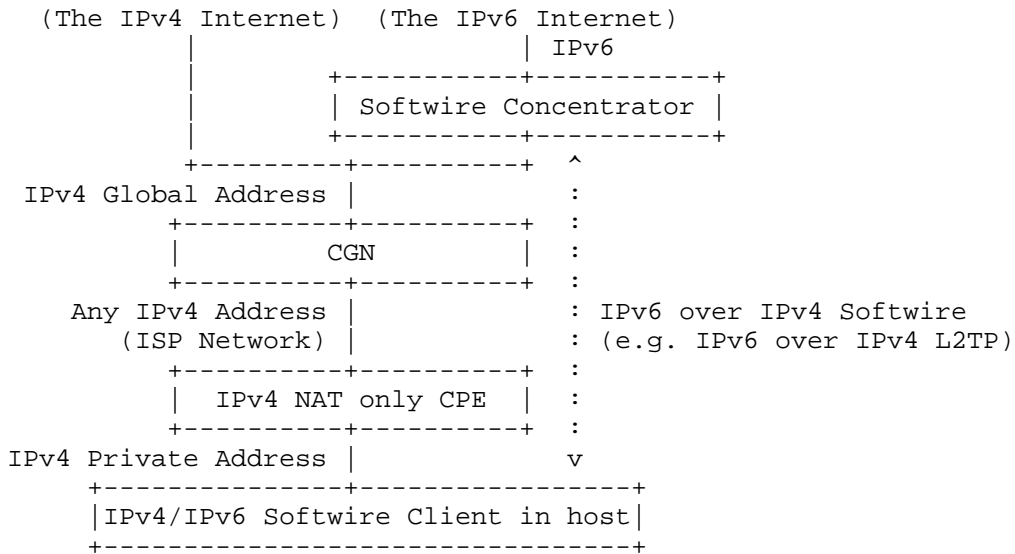 (The IPv4 Internet) (The IPv6 Internet)
| | IPv6
| +-----------+-----------+
| | Softwire Concentrator |
| +-----------+-----------+
+---------+----------+ ^
IPv4 Global Address | :
+----------+----------+ :
| CGN | :
+----------+----------+ :
Any IPv4 Address | : IPv6 over IPv4 Softwire
(ISP Network) | : (e.g. IPv6 over IPv4 L2TP)
+----------+----------+ :
| IPv4 NAT only CPE | :
+----------+----------+ :
IPv4 Private Address | v
+---------------+-----------------+
|IPv4/IPv6 Softwire Client in host|
+---------------------------------+